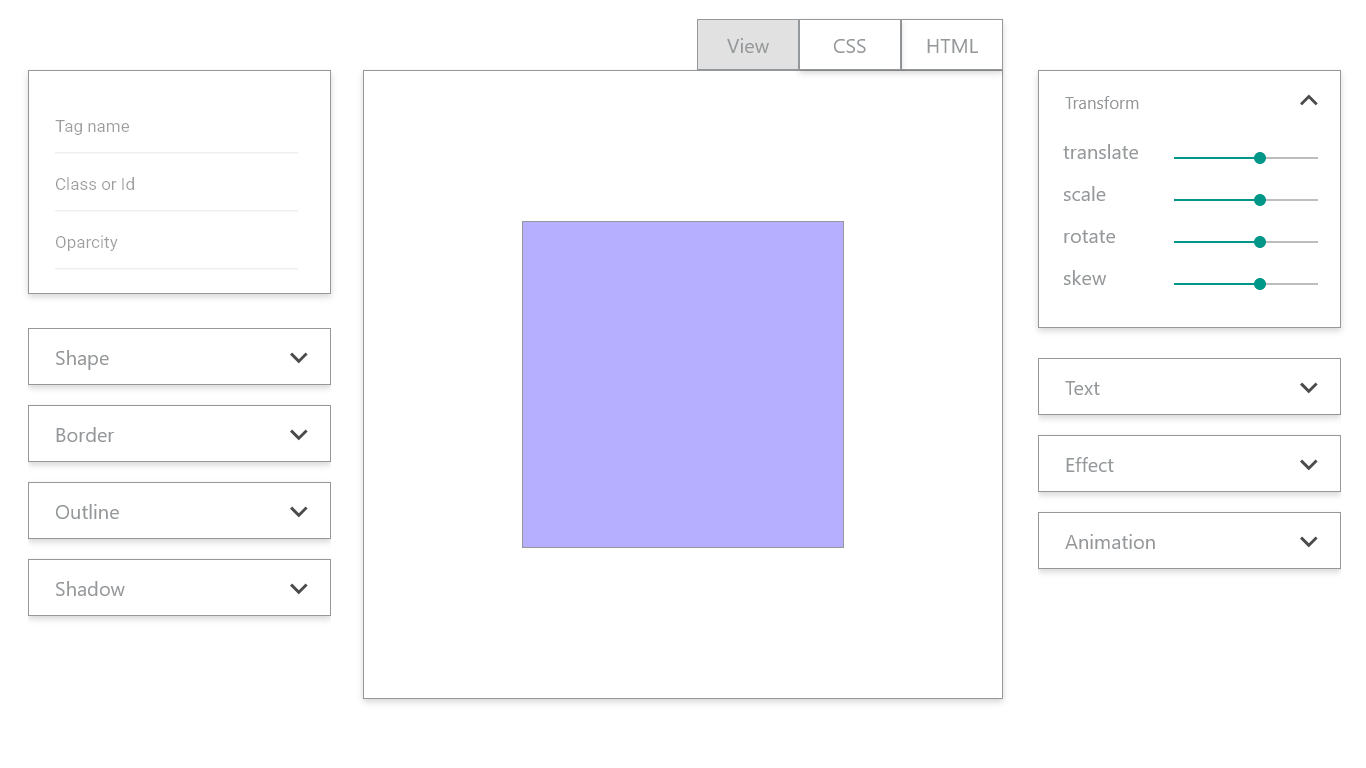 View
CSS
HTML
Tag name
Class or Id
Oparcity
Shape
Border
Outline
Shadow
Transform
translate
scale
rotate
skew
Text
Effect
Animation